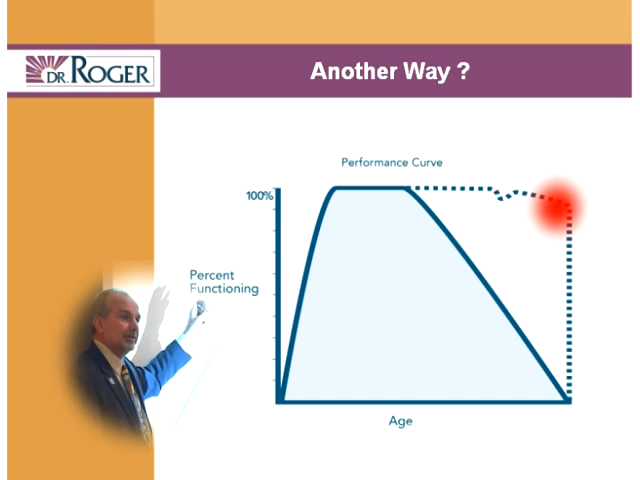 DR. ROGER
Another Way ?
Performance Curve
100%
Percent
Functioning
Age